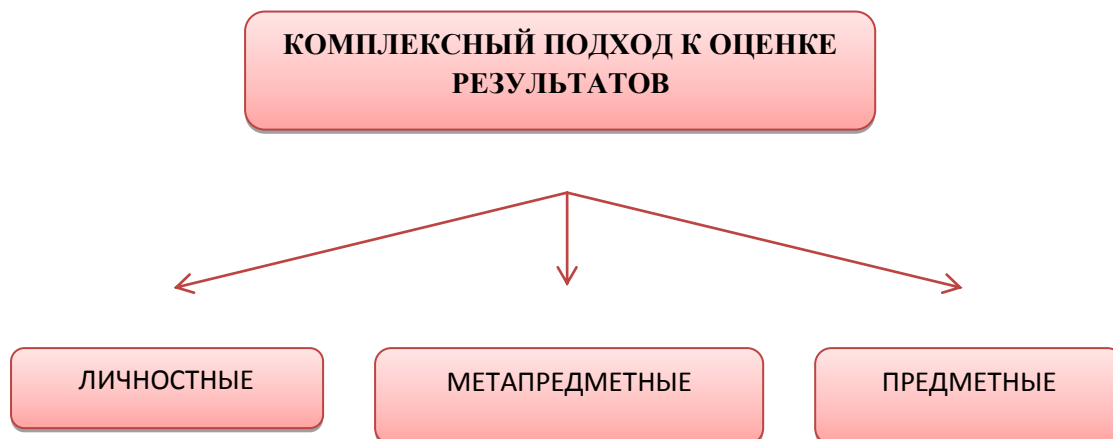 КОМПЛЕКСНЫЙ ПОДХОД К ОЦЕНКЕ
РЕЗУЛЬТАТОВ
ЛИЧНОСТНЫЕ
МЕТАПРЕДМЕТНЫЕ
ПРЕДМЕТНЫЕ